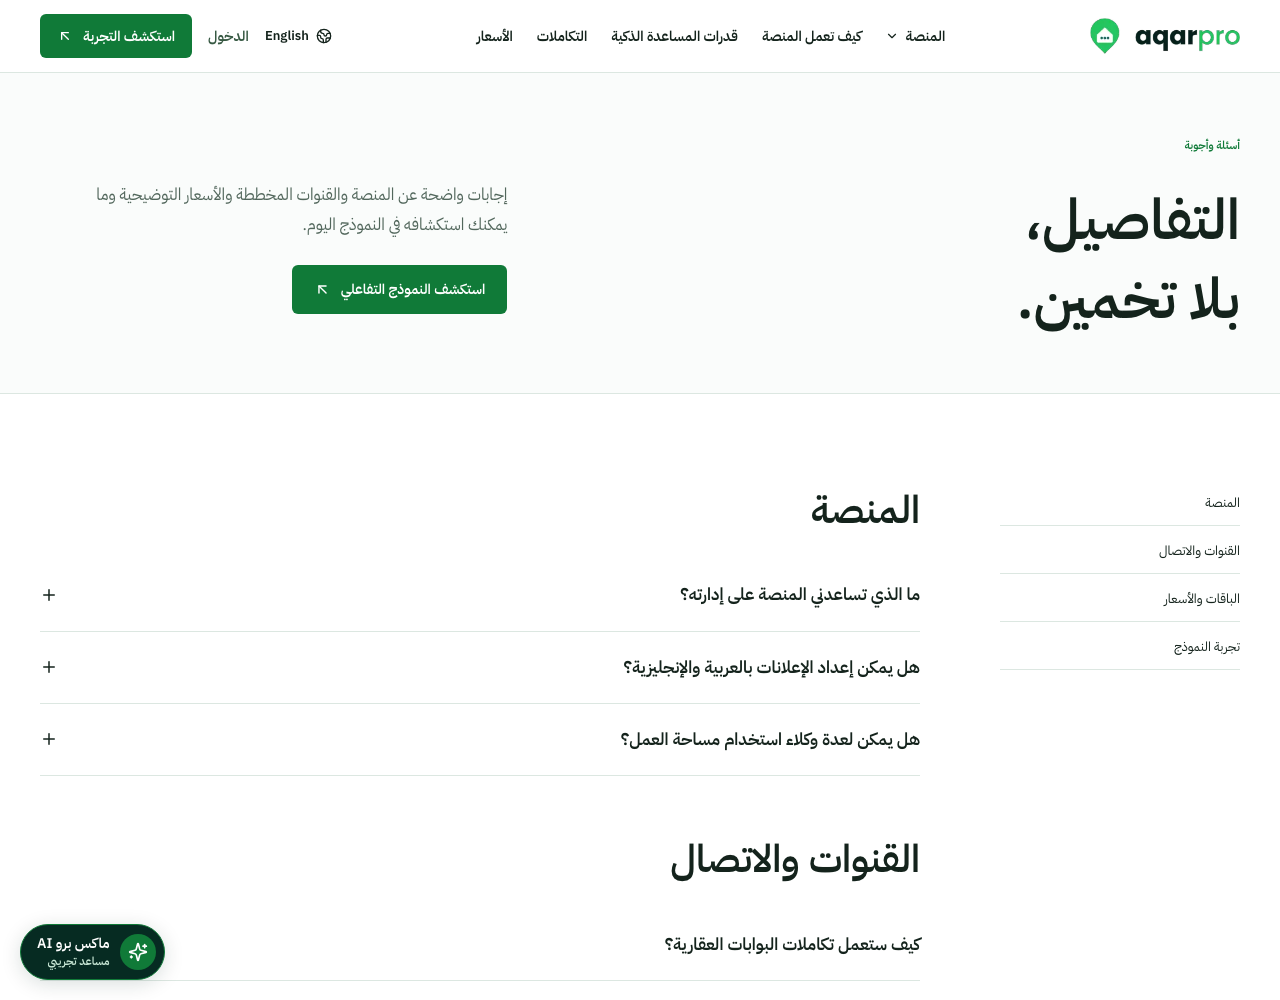 aqarpro
المنصة
كيف تعمل المنصة
قدرات المساعدة الذكية
التكاملات
الأسعار
English
الدخول
استكشف التجربة
أسئلة وأجوبة
التفاصيل،
بلا تخمين.
إجابات واضحة عن المنصة والقنوات المخططة والأسعار التوضيحية وما
يمكنك استكشافه في النموذج اليوم.
استكشف النموذج التفاعلي
المنصة
القنوات والاتصال
الباقات والأسعار
تجربة النموذج
المنصة
ما الذي تساعدني المنصة على إدارته؟
هل يمكن إعداد الإعلانات بالعربية والإنجليزية؟
هل يمكن لعدة وكلاء استخدام مساحة العمل؟
القنوات والاتصال
كيف ستعمل تكاملات البوابات العقارية؟
ماكس برو AI
مساعد تجريبي